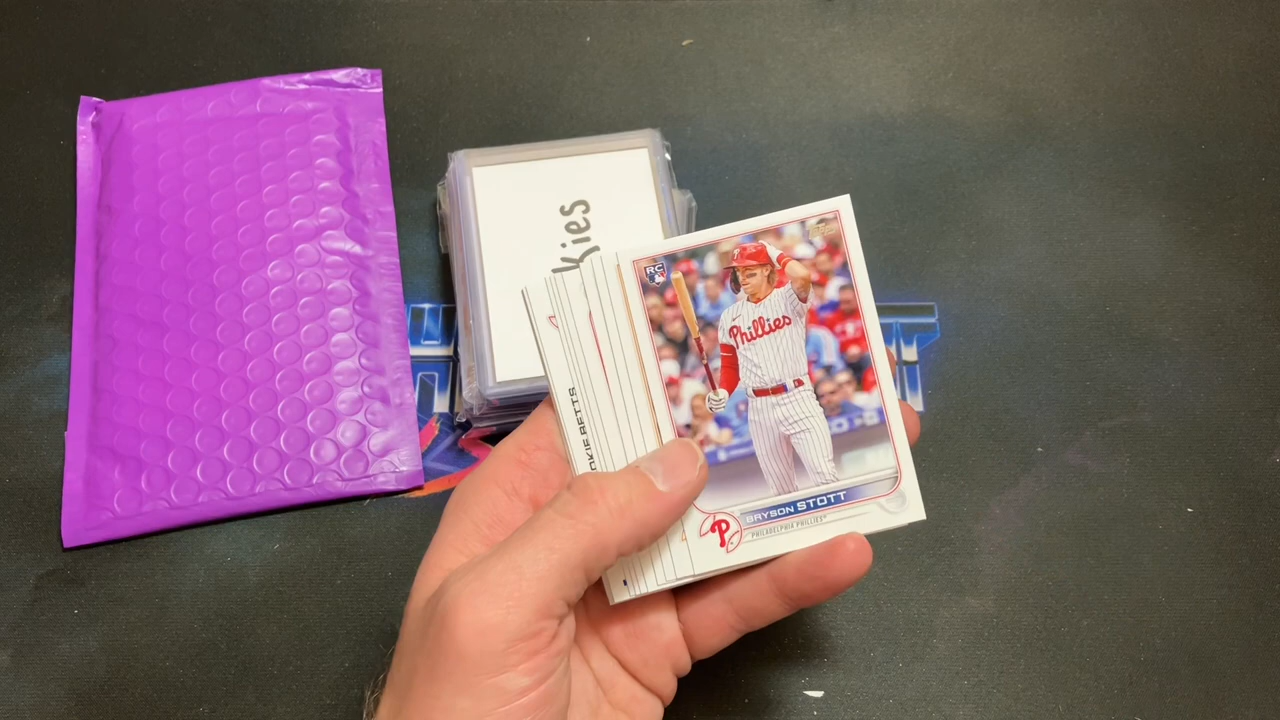 kies
RC
Phillies
BRYSON STOTT
PHILADELPHIA PHILLIES
P
OKIE BETTS